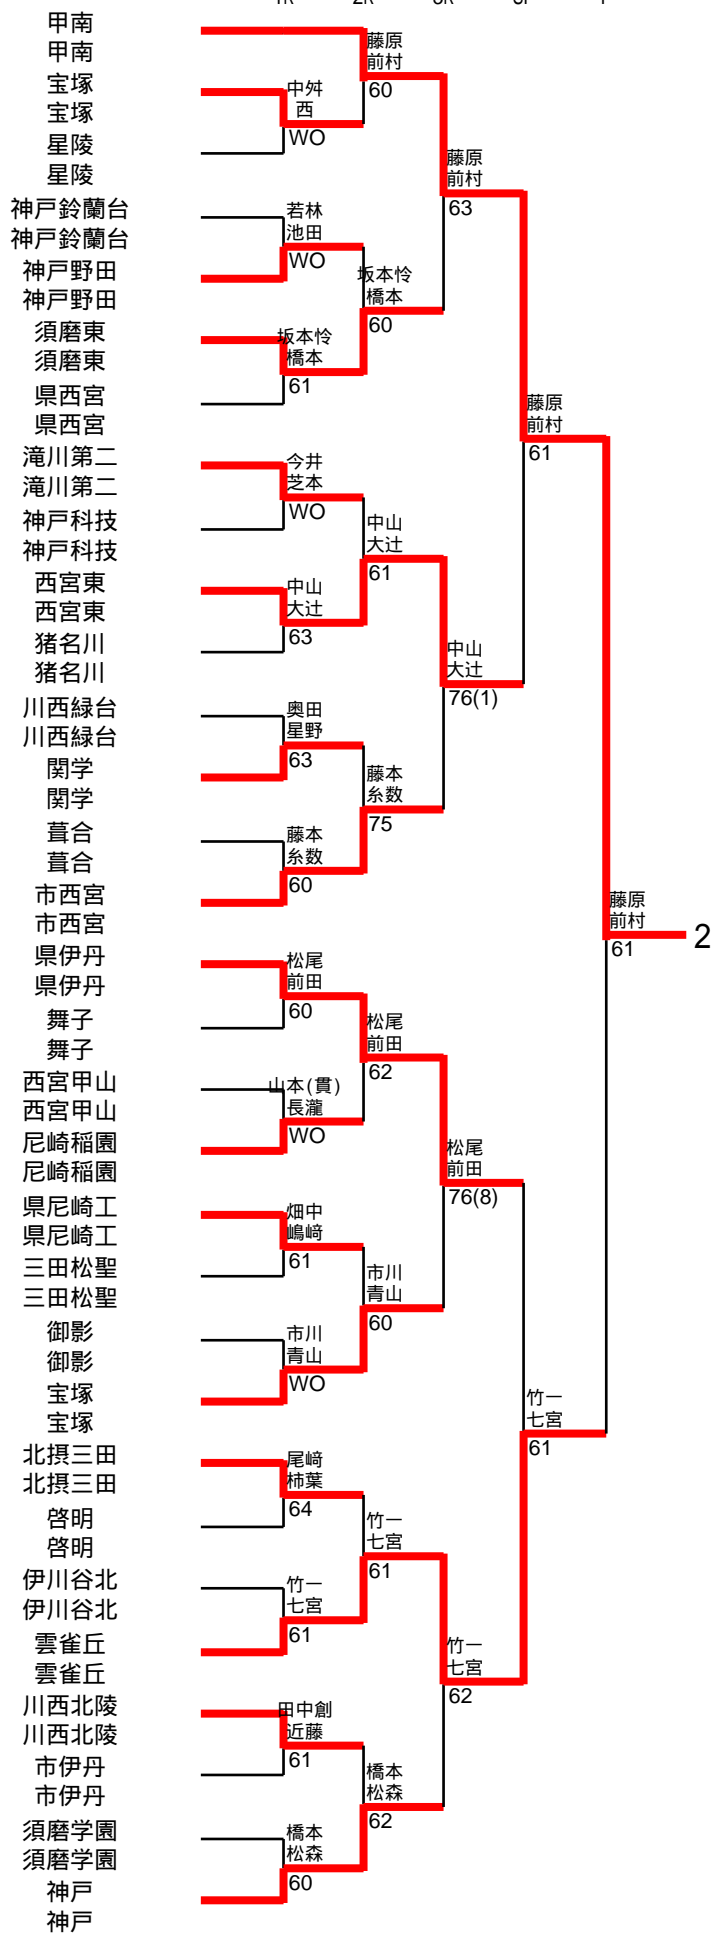 甲南
甲南
宝塚
宝塚
星陵
星陵
神戸鈴蘭台
神戸鈴蘭台
神戸野田
神戸野田
須磨東
須磨東
県西宮
県西宮
滝川第二
滝川第二
神戸科技
神戸科技
西宮東
西宮東
猪名川
猪名川
川西緑台
川西緑台
関学
関学
葺合
葺合
市西宮
市西宮
県伊丹
県伊丹
舞子
舞子
西宮甲山
西宮甲山
尼崎稲園
尼崎稲園
県尼崎工
県尼崎工
三田松聖
三田松聖
御影
御影
宝塚
宝塚
北摂三田
北摂三田
啓明
啓明
伊川谷北
伊川谷北
雲雀丘
雲雀丘
川西北陵
川西北陵
市伊丹
市伊丹
須磨学園
須磨学園
神戸
神戸
中舛
西
WO
若林
池田
WO
坂本怜
橋本
61
今井
芝本
WO
中山
大辻
63
奥田
星野
63
藤本
糸数
60
松尾
前田
60
山本(貫)
長瀧
WO
畑中
嶋﨑
61
市川
青山
WO
尾﨑
柿葉
64
竹一
七宮
61
田中創
近藤
61
橋本
松森
60
藤原
前村
60
坂本怜
橋本
60
中山
大辻
61
藤本
糸数
75
松尾
前田
62
市川
青山
60
竹一
七宮
61
橋本
松森
62
藤原
前村
63
中山
大辻
76(1)
松尾
前田
76(8)
竹一
七宮
62
藤原
前村
61
竹一
七宮
61
藤原
前村
61
2